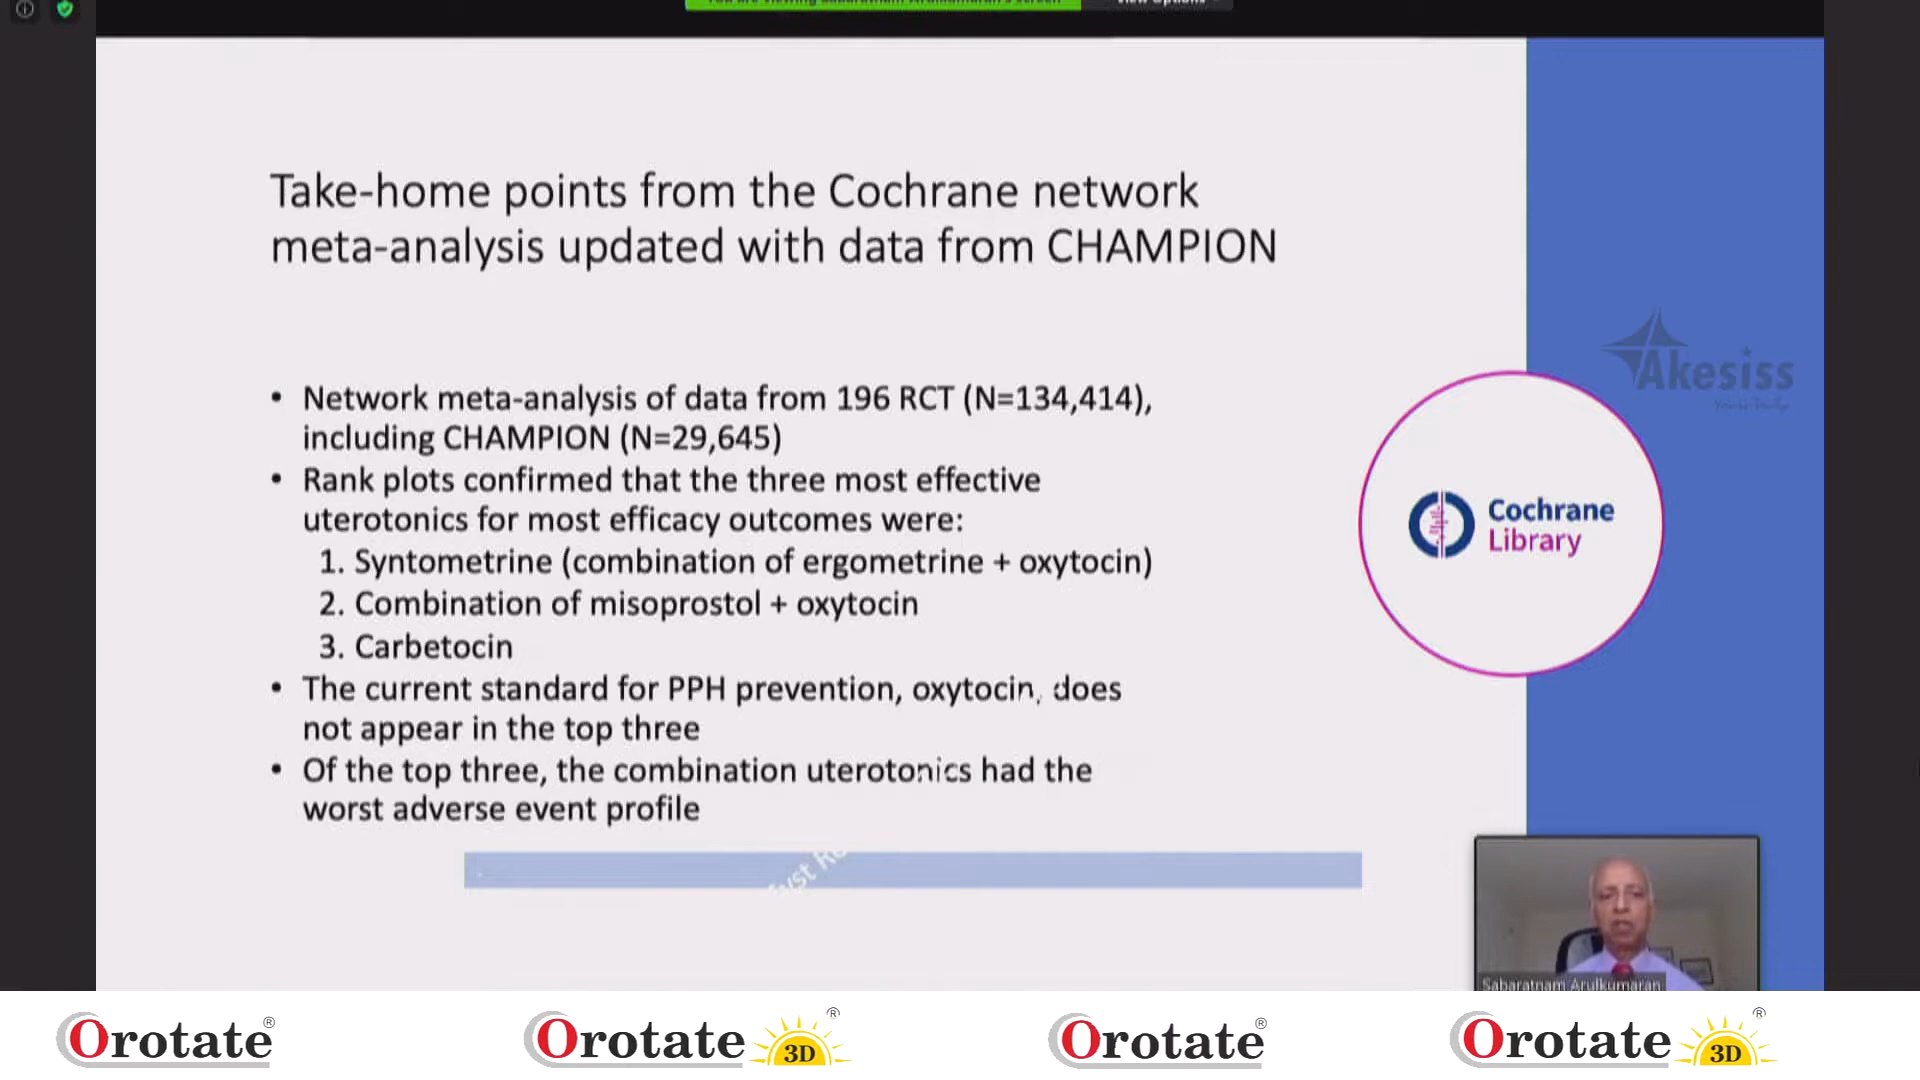 Take-home points from the Cochrane network
meta-analysis updated with data from CHAMPION
• Network meta-analysis of data from 196 RCT (N=134,414),
including CHAMPION (N=29,645)
• Rank plots confirmed that the three most effective
uterotonics for most efficacy outcomes were:
1. Syntometrine (combination of ergometrine + oxytocin)
2. Combination of misoprostol + oxytocin
3. Carbetocin
• The current standard for PPH prevention, oxytocin, does
not appear in the top three
• Of the top three, the combination uterotonics had the
worst adverse event profile
Akesiss
Cochrane
Library
Sabaratnam Arulkumaran
Orotate®
Orotate 3D®
Orotate®
Orotate 3D®